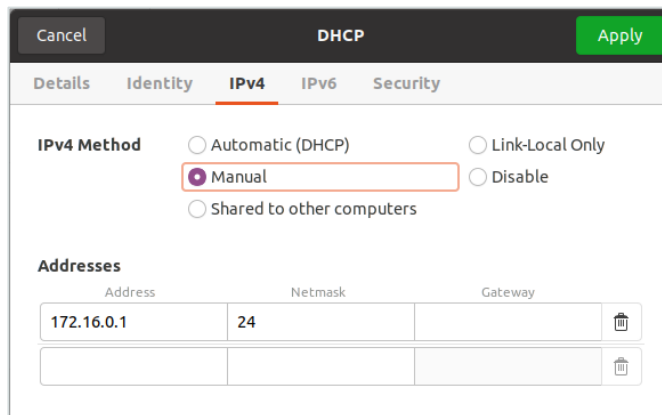 Cancel DHCP Apply
Details Identity IPv4 IPv6 Security
IPv4 Method Automatic (DHCP) Link-Local Only
Manual Disable
Shared to other computers
Addresses
Address Netmask Gateway
172.16.0.1 24